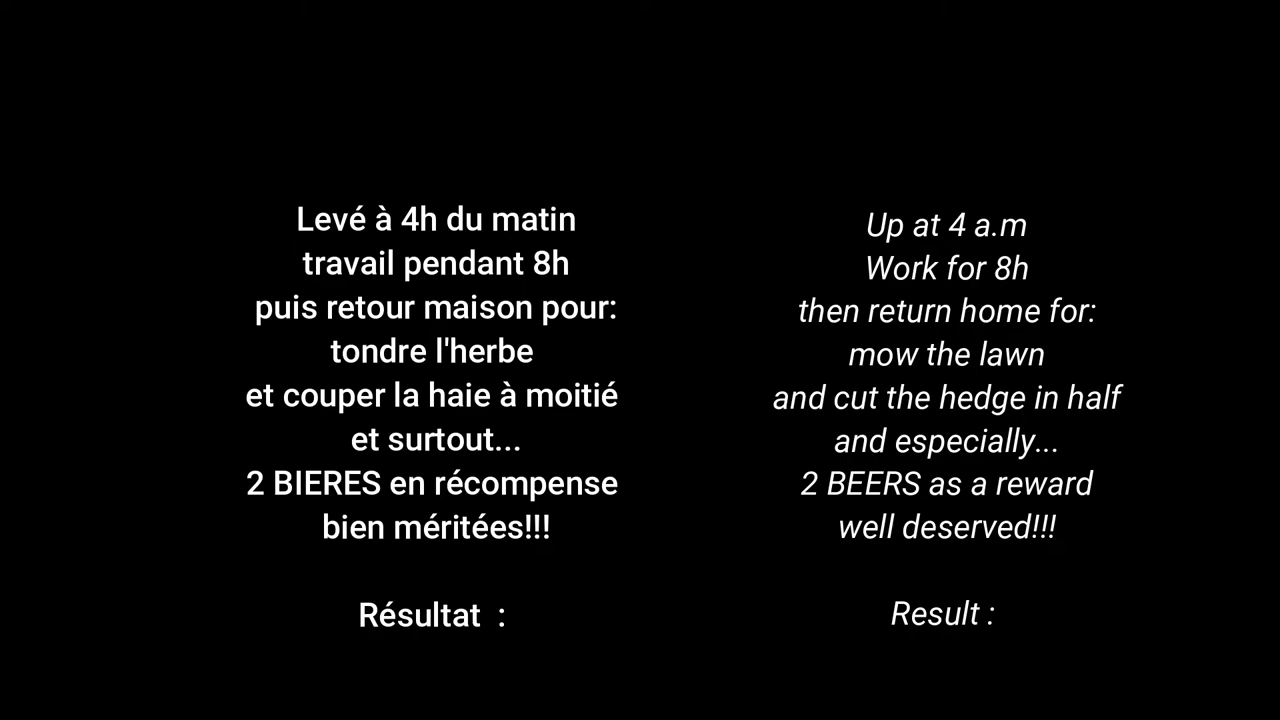 Levé à 4h du matin
travail pendant 8h
puis retour maison pour:
tondre l'herbe
et couper la haie à moitié
et surtout...
2 BIERES en récompense
bien méritées!!!
Résultat  :
Up at 4 a.m
Work for 8h
then return home for:
mow the lawn
and cut the hedge in half
and especially...
2 BEERS as a reward
well deserved!!!
Result :